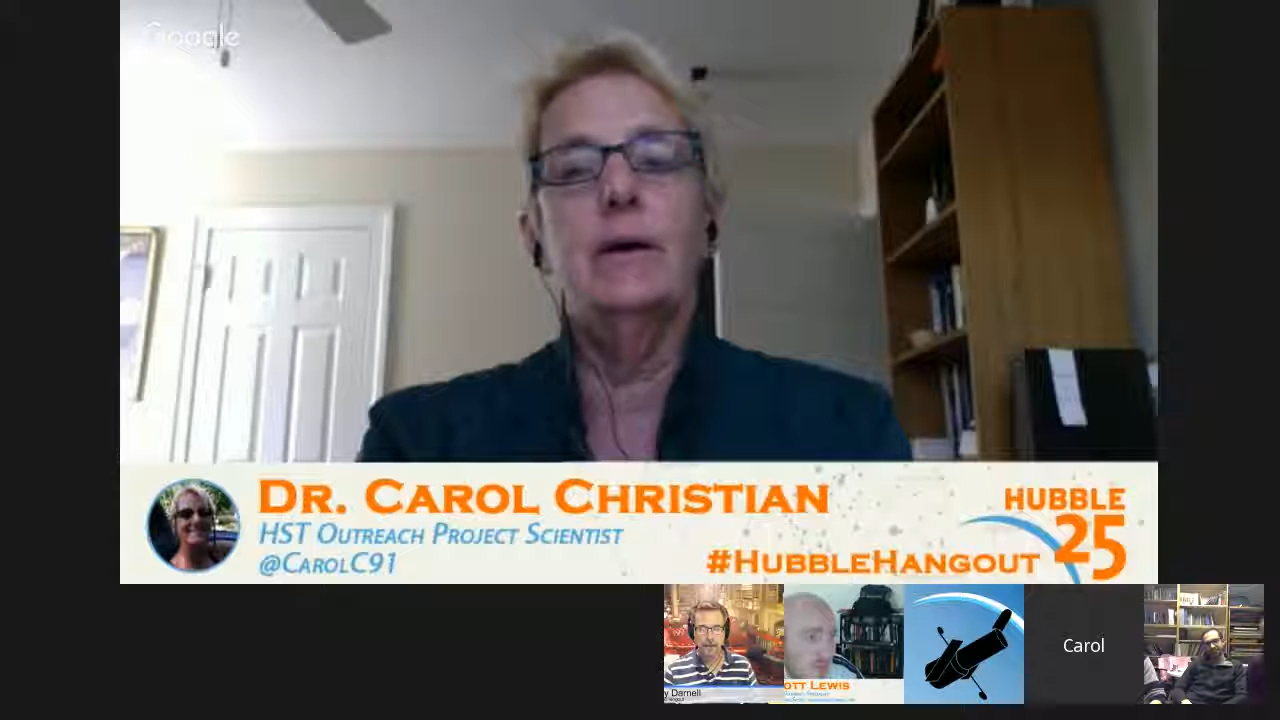 Google
DR. CAROL CHRISTIAN
HST OUTREACH PROJECT SCIENTIST
@CAROLC91
#HUBBLEHANGOUT
HUBBLE
25
y Darnell
OTT LEWIS
Carol